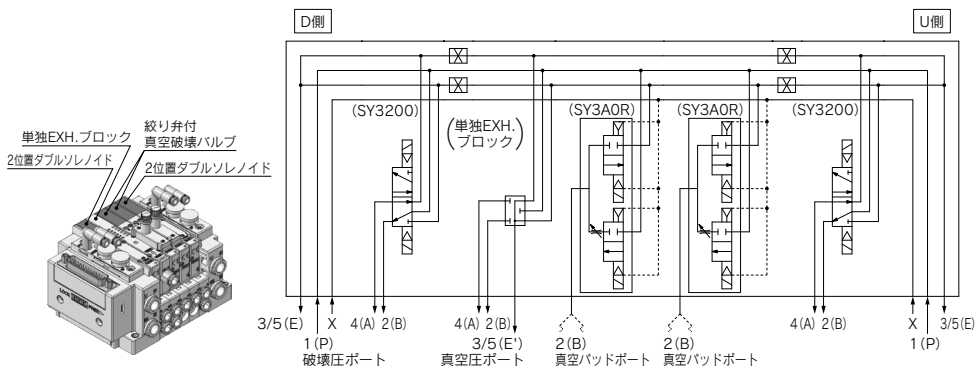 単独EXH.ブロック
絞り弁付
真空破壊バルブ
2位置ダブルソレノイド
2位置ダブルソレノイド
D側
U側
(SY3200)
(単独EXH.
ブロック)
(SY3A0R)
(SY3A0R)
(SY3200)
3/5(E)
1(P)
破壊圧ポート
X
4(A)
2(B)
4(A)
2(B)
3/5(E')
真空圧ポート
2(B)
真空パッドポート
2(B)
真空パッドポート
4(A)
2(B)
X
1(P)
3/5(E)